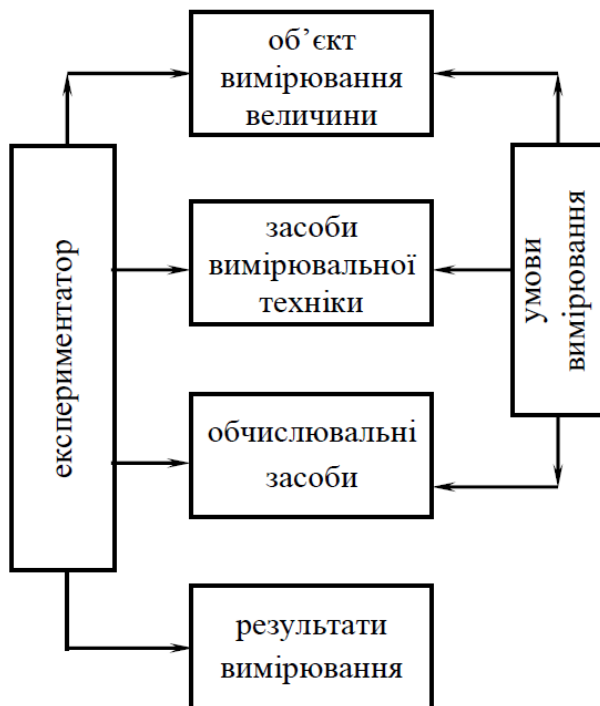 об’єкт
вимірювання
величини
експериментатор
засоби
вимірювальної
техніки
умови
вимірювання
обчислювальні
засоби
результати
вимірювання